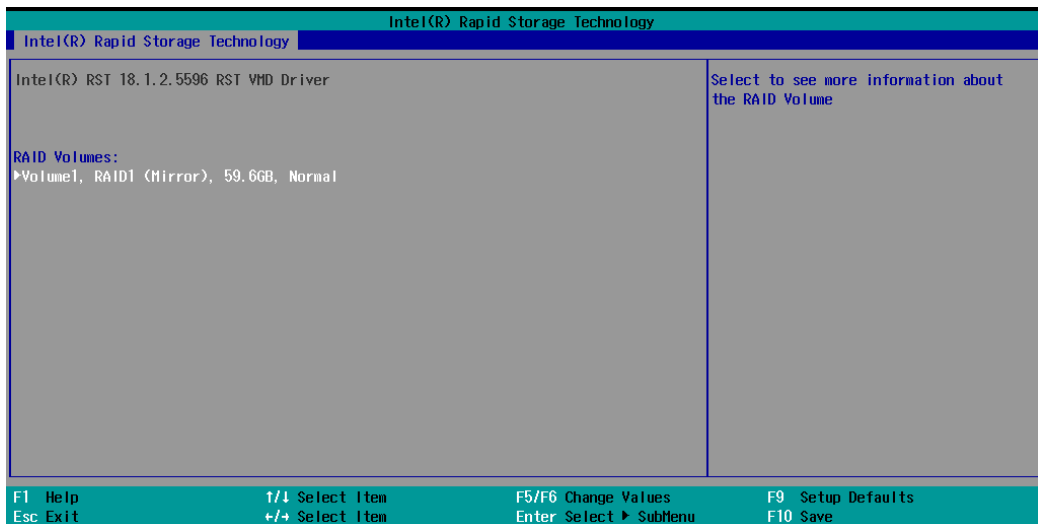 Intel(R) Rapid Storage Technology
Intel(R) Rapid Storage Technology
Intel(R) RST 18.1.2.5596 RST VMD Driver
RAID Volumes:
▶Volume1, RAID1 (Mirror), 59.6GB, Normal
Select to see more information about
the RAID Volume
F1 Help ↑/↓ Select Item F5/F6 Change Values F9 Setup Defaults
Esc Exit ←/→ Select Item Enter Select ▶ SubMenu F10 Save